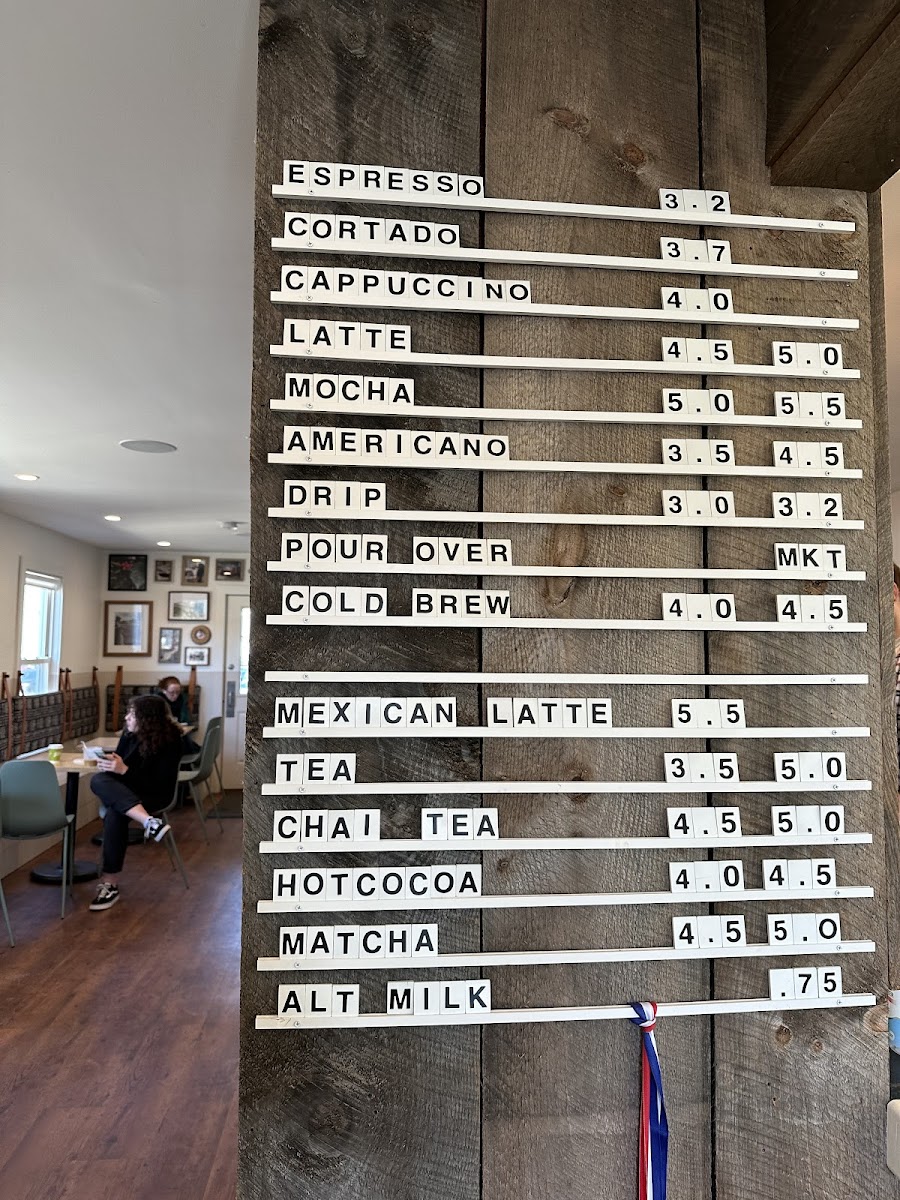 ESPRESSO 3.2
CORTADO 3.7
CAPPUCCINO 4.0
LATTE 4.5 5.0
MOCHA 5.0 5.5
AMERICANO 3.5 4.5
DRIP 3.0 3.2
POUR OVER MKT
COLD BREW 4.0 4.5
MEXICAN LATTE 5.5
TEA 3.5 5.0
CHAI TEA 4.5 5.0
HOTCOCOA 4.0 4.5
MATCHA 4.5 5.0
ALT MILK .75